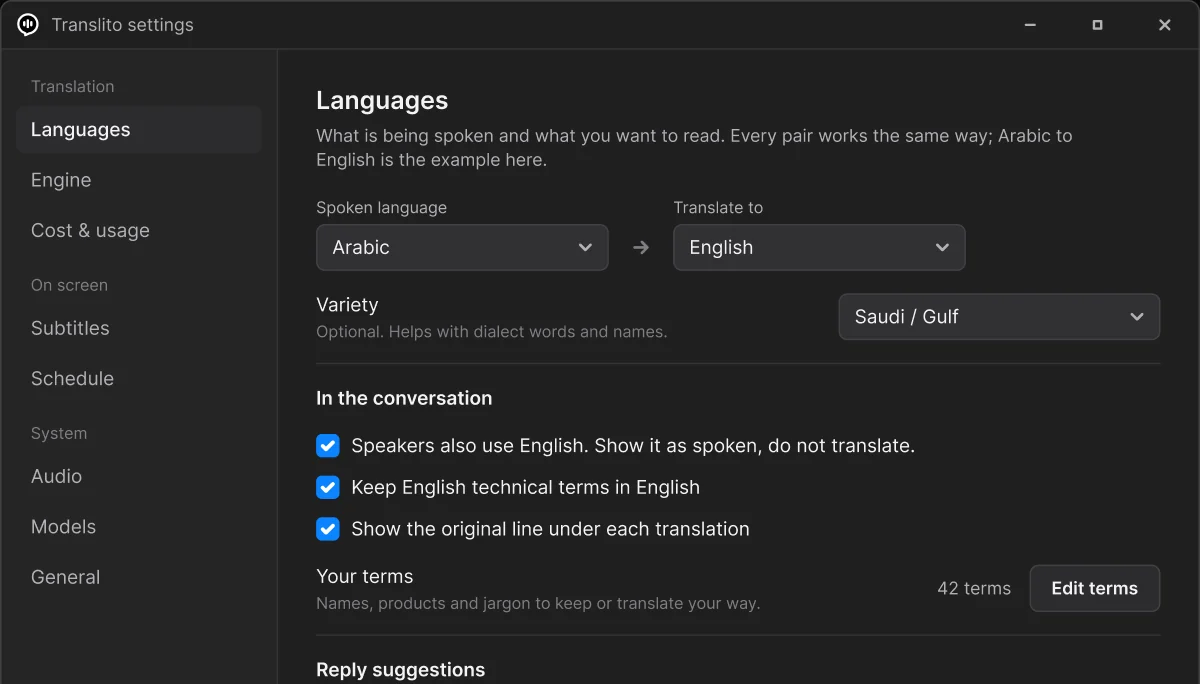 Translito settings
Translation
Languages
Engine
Cost & usage
On screen
Subtitles
Schedule
System
Audio
Models
General
Languages
What is being spoken and what you want to read. Every pair works the same way; Arabic to
English is the example here.
Spoken language
Translate to
Arabic
English
Variety
Optional. Helps with dialect words and names.
Saudi / Gulf
In the conversation
Speakers also use English. Show it as spoken, do not translate.
Keep English technical terms in English
Show the original line under each translation
Your terms
Names, products and jargon to keep or translate your way.
42 terms
Edit terms
Reply suggestions